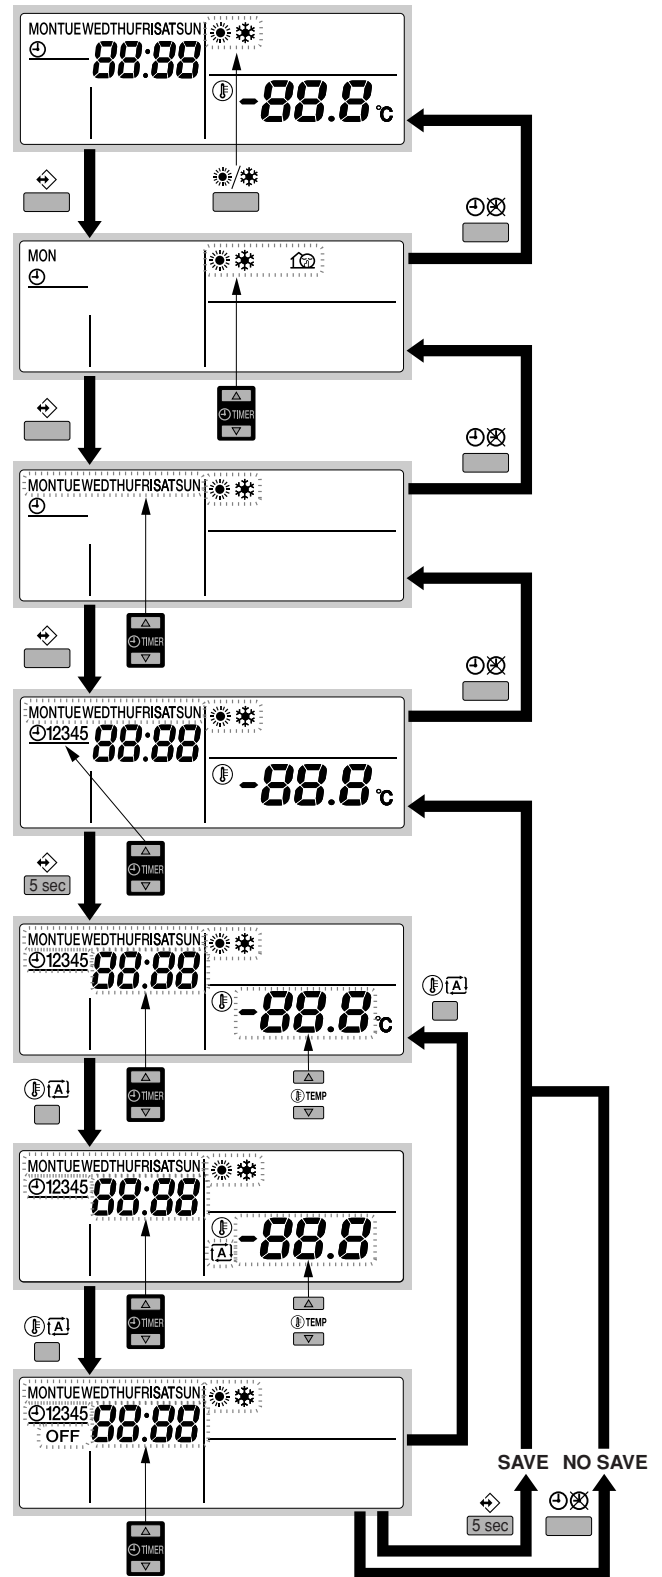 MONTUEWEDTHUFRISATSUN
88:88
-88.8 °C
MON
TIMER
MONTUEWEDTHUFRISATSUN
TIMER
MONTUEWEDTHUFRISATSUN
12345 88:88
-88.8 °C
TIMER
5 sec
MONTUEWEDTHUFRISATSUN
12345 88:88
-88.8 °C
A
TIMER
TEMP
A
MONTUEWEDTHUFRISATSUN
12345 88:88
-88.8
A
TIMER
TEMP
A
MONTUEWEDTHUFRISATSUN
12345 88:88
OFF
SAVE NO SAVE
5 sec
TIMER